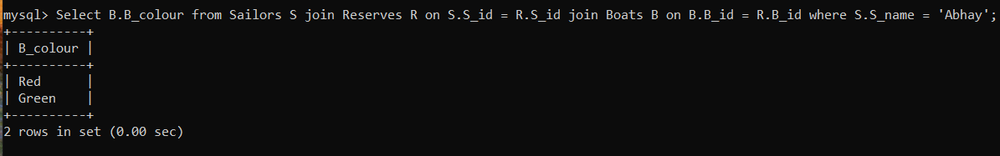 mysql> Select B.B_colour from Sailors S join Reserves R on S.S_id = R.S_id join Boats B on B.B_id = R.B_id where S.S_name = 'Abhay';
+----------+
| B_colour |
+----------+
| Red      |
| Green    |
+----------+
2 rows in set (0.00 sec)